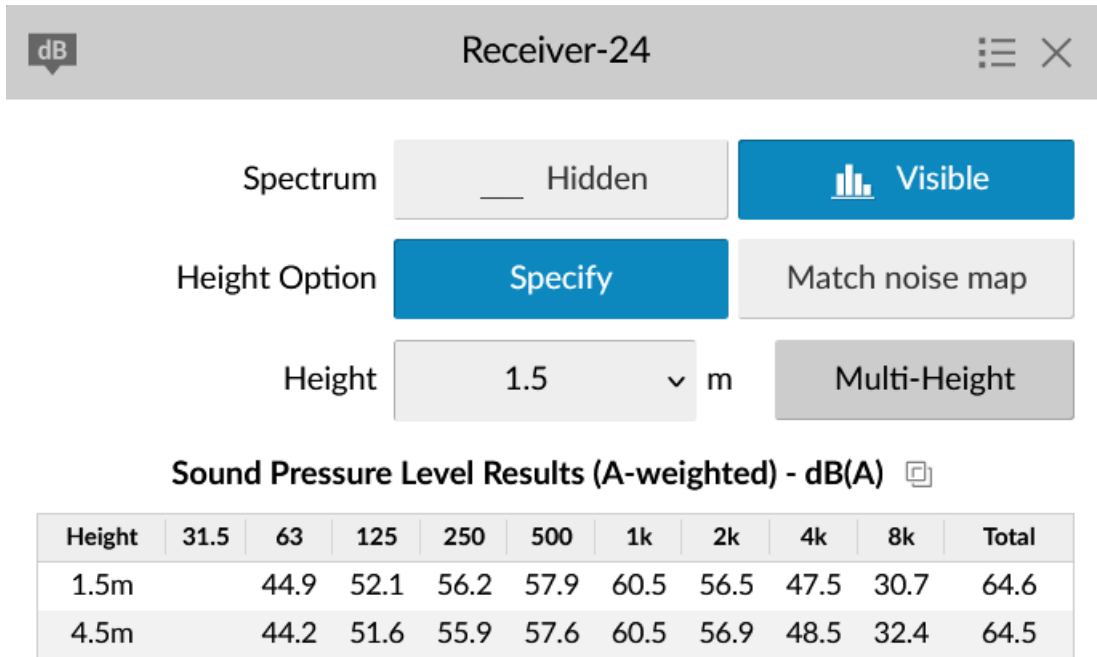 dB Receiver-24
Spectrum Hidden Visible
Height Option Specify Match noise map
Height 1.5 m Multi-Height
Sound Pressure Level Results (A-weighted) - dB(A)
Height 31.5 63 125 250 500 1k 2k 4k 8k Total
1.5m 44.9 52.1 56.2 57.9 60.5 56.5 47.5 30.7 64.6
4.5m 44.2 51.6 55.9 57.6 60.5 56.9 48.5 32.4 64.5